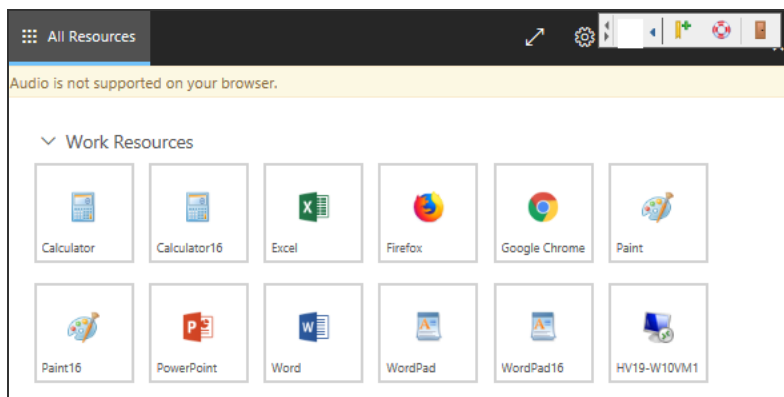 All Resources
Audio is not supported on your browser.
Work Resources
Calculator
Calculator16
Excel
Firefox
Google Chrome
Paint
Paint16
PowerPoint
Word
WordPad
WordPad16
HV19-W10VM1